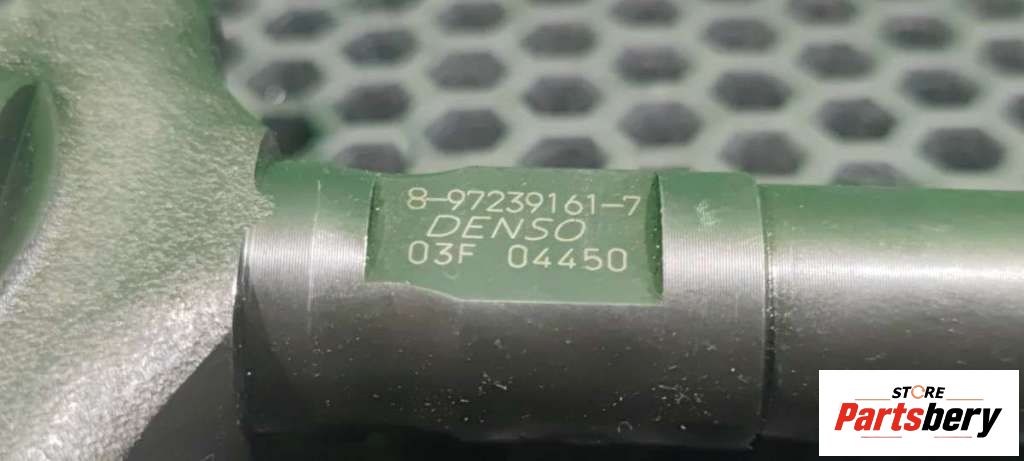 8-97239161-7
DENSO
03F 04450
STORE
Partsbery